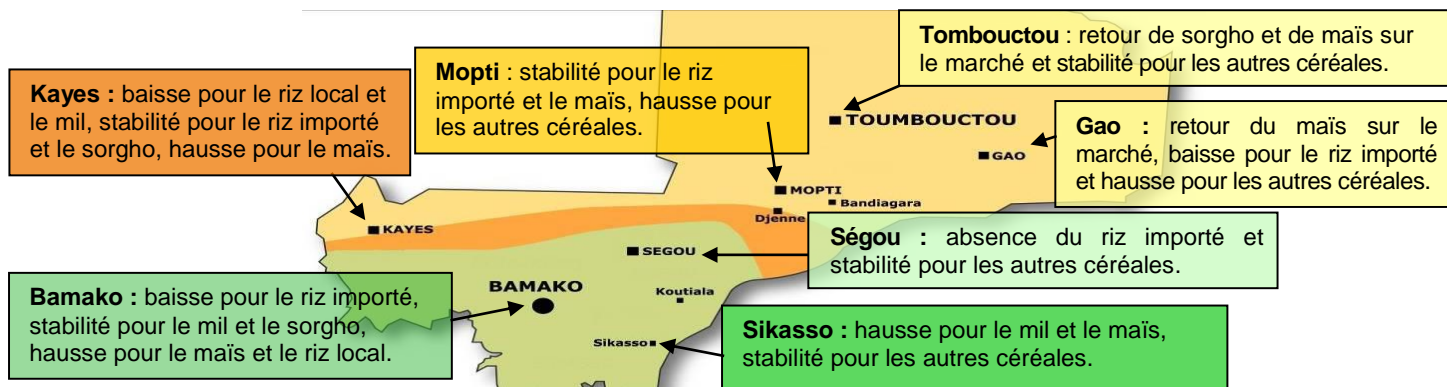 Tombouctou : retour de sorgho et de maïs sur
le marché et stabilité pour les autres céréales.
Mopti : stabilité pour le riz
importé et le maïs, hausse pour
les autres céréales.
Kayes : baisse pour le riz local et
le mil, stabilité pour le riz importé
et le sorgho, hausse pour le maïs.
TOUMBOUCTOU
Gao : retour du maïs sur le
marché, baisse pour le riz importé
et hausse pour les autres céréales.
GAO
MOPTI
Bandiagara
Djenne
KAYES
Ségou : absence du riz importé et
stabilité pour les autres céréales.
SEGOU
BAMAKO
Koutiala
Bamako : baisse pour le riz importé,
stabilité pour le mil et le sorgho,
hausse pour le maïs et le riz local.
Sikasso
Sikasso : hausse pour le mil et le maïs,
stabilité pour les autres céréales.